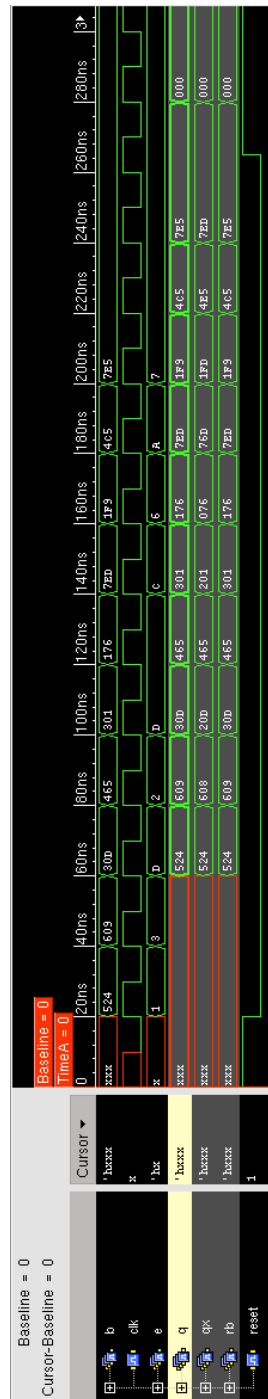 Baseline = 0
Cursor-Baseline = 0
Baseline = 0
TimeA = 0
Cursor ▾
0 |20ns |40ns |60ns |80ns |100ns |120ns |140ns |160ns |180ns |200ns |220ns |240ns |260ns |280ns |3
b 'hxxx xxx 524 609 30D 465 301 176 7ED 1F9 4C5 7E5
clk x
e 'hx x 1 3 D 2 D C 6 A 7
q 'hxxx xxx 524 609 30D 465 301 176 7ED 1F9 4C5 7E5 000
qx 'hxxx xxx 524 608 20D 465 201 076 76D 1FD 4E5 7ED 000
rb 'hxxx xxx 524 609 30D 465 301 176 7ED 1F9 4C5 7E5 000
reset 1